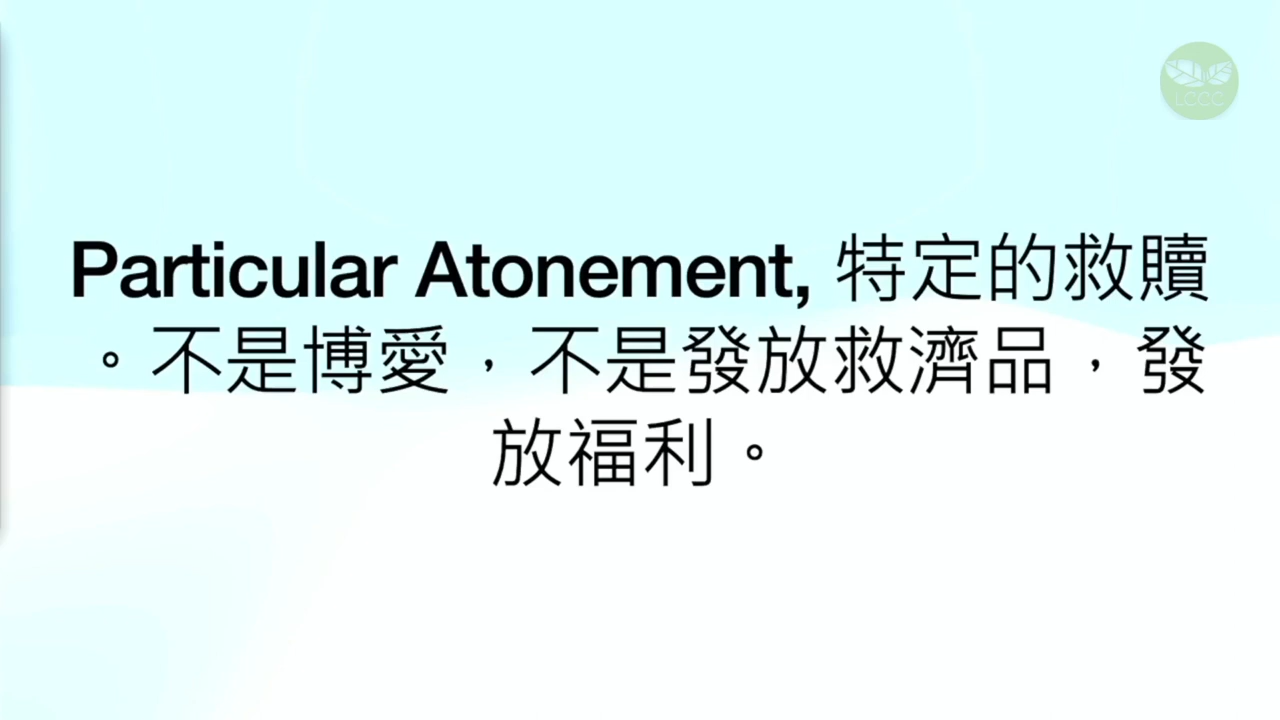 LCCC
Particular Atonement, 特定的救贖
。不是博愛，不是發放救濟品，發
放福利。